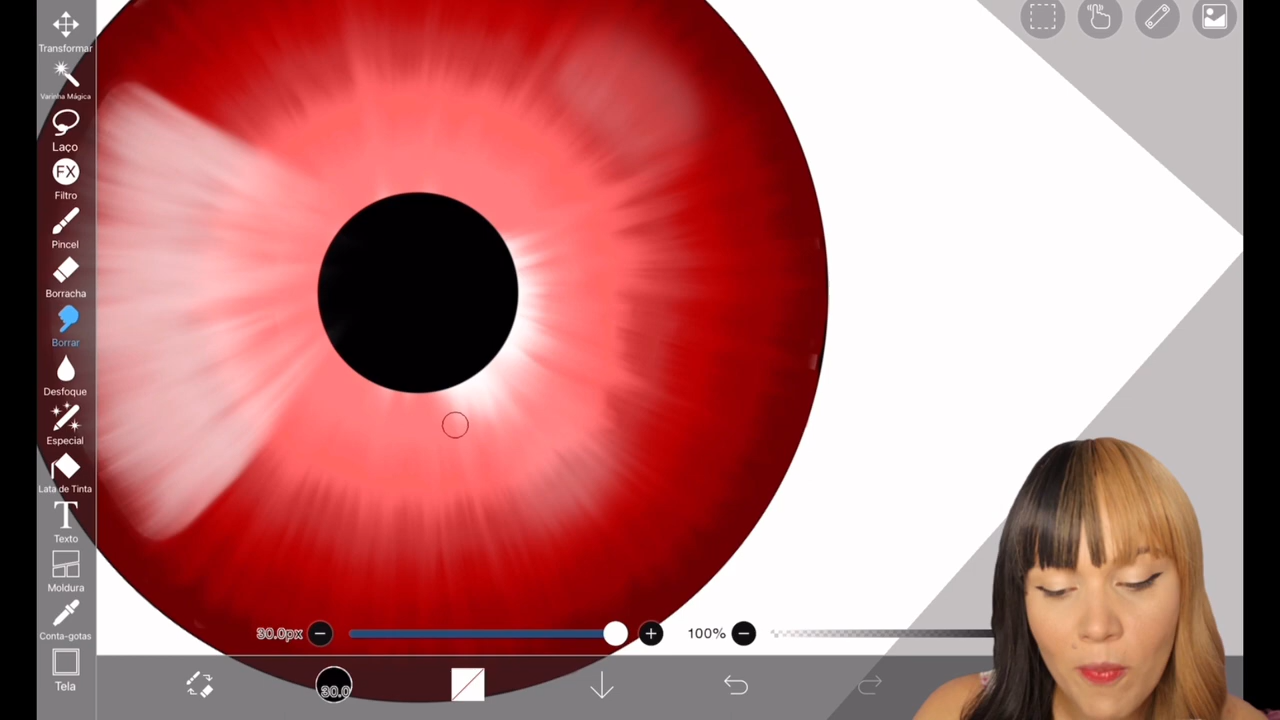 Transformar
Varinha Mágica
Laço
FX
Filtro
Pincel
Borracha
Borrar
Desfoque
Especial
Lata de Tinta
T
Texto
Moldura
Conta-gotas
Tela
30.0px
100%
30.0